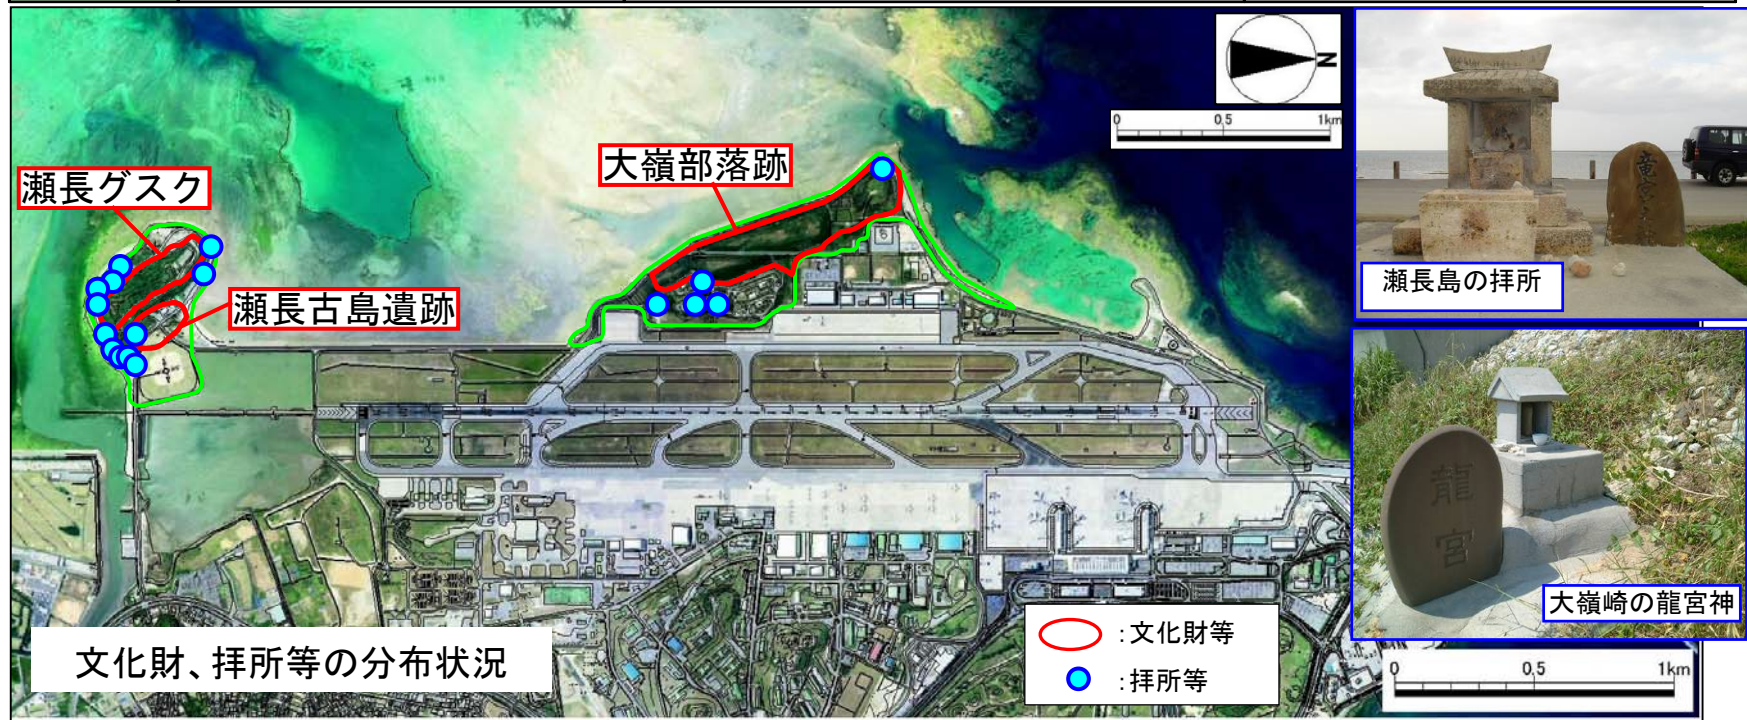 N
0 0.5 1km
瀬長グスク
大嶺部落跡
瀬長古島遺跡
竜宮
瀬長島の拝所
龍宮
大嶺崎の龍宮神
文化財、拝所等の分布状況
:文化財等
:拝所等
0 0.5 1km